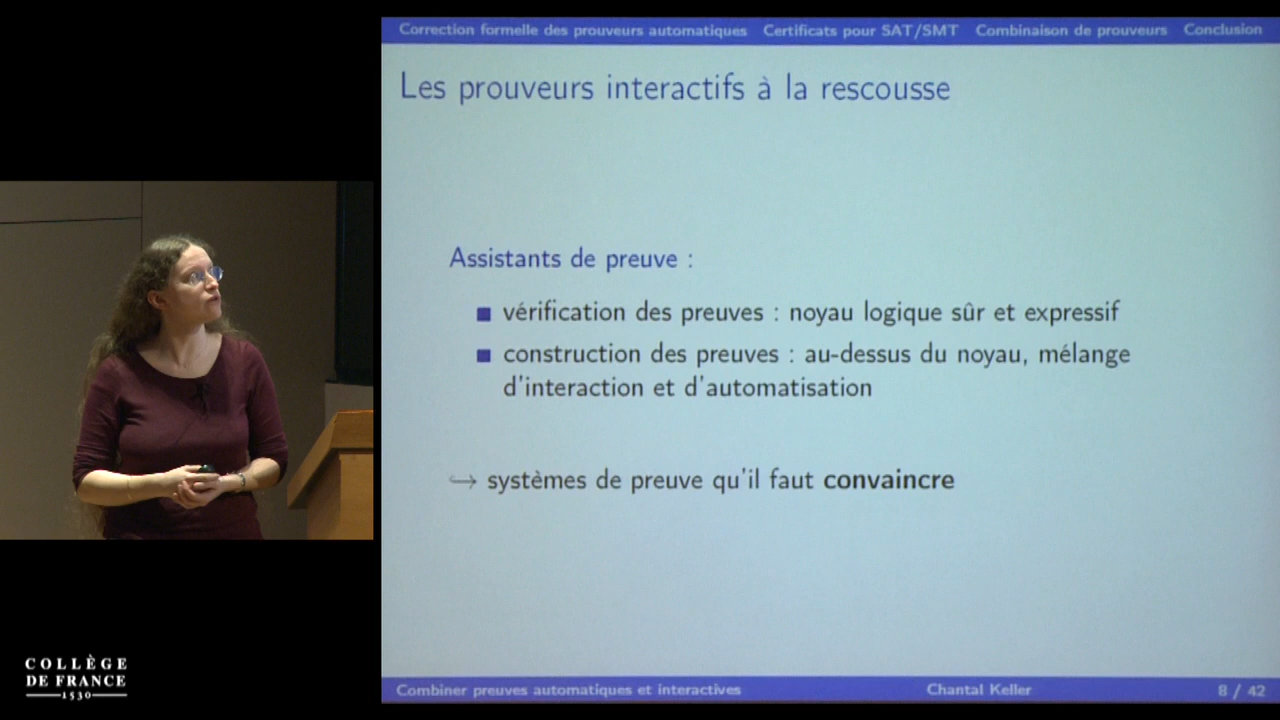 Correction formelle des prouveurs automatiques Certificats pour SAT/SMT Combinaison de prouveurs Conclusion
Les prouveurs interactifs à la rescousse
Assistants de preuve :
vérification des preuves : noyau logique sûr et expressif
construction des preuves : au-dessus du noyau, mélange
d'interaction et d'automatisation
↪ systèmes de preuve qu'il faut convaincre
COLLÈGE
DE FRANCE
1530
Combiner preuves automatiques et interactives Chantal Keller 8 / 42